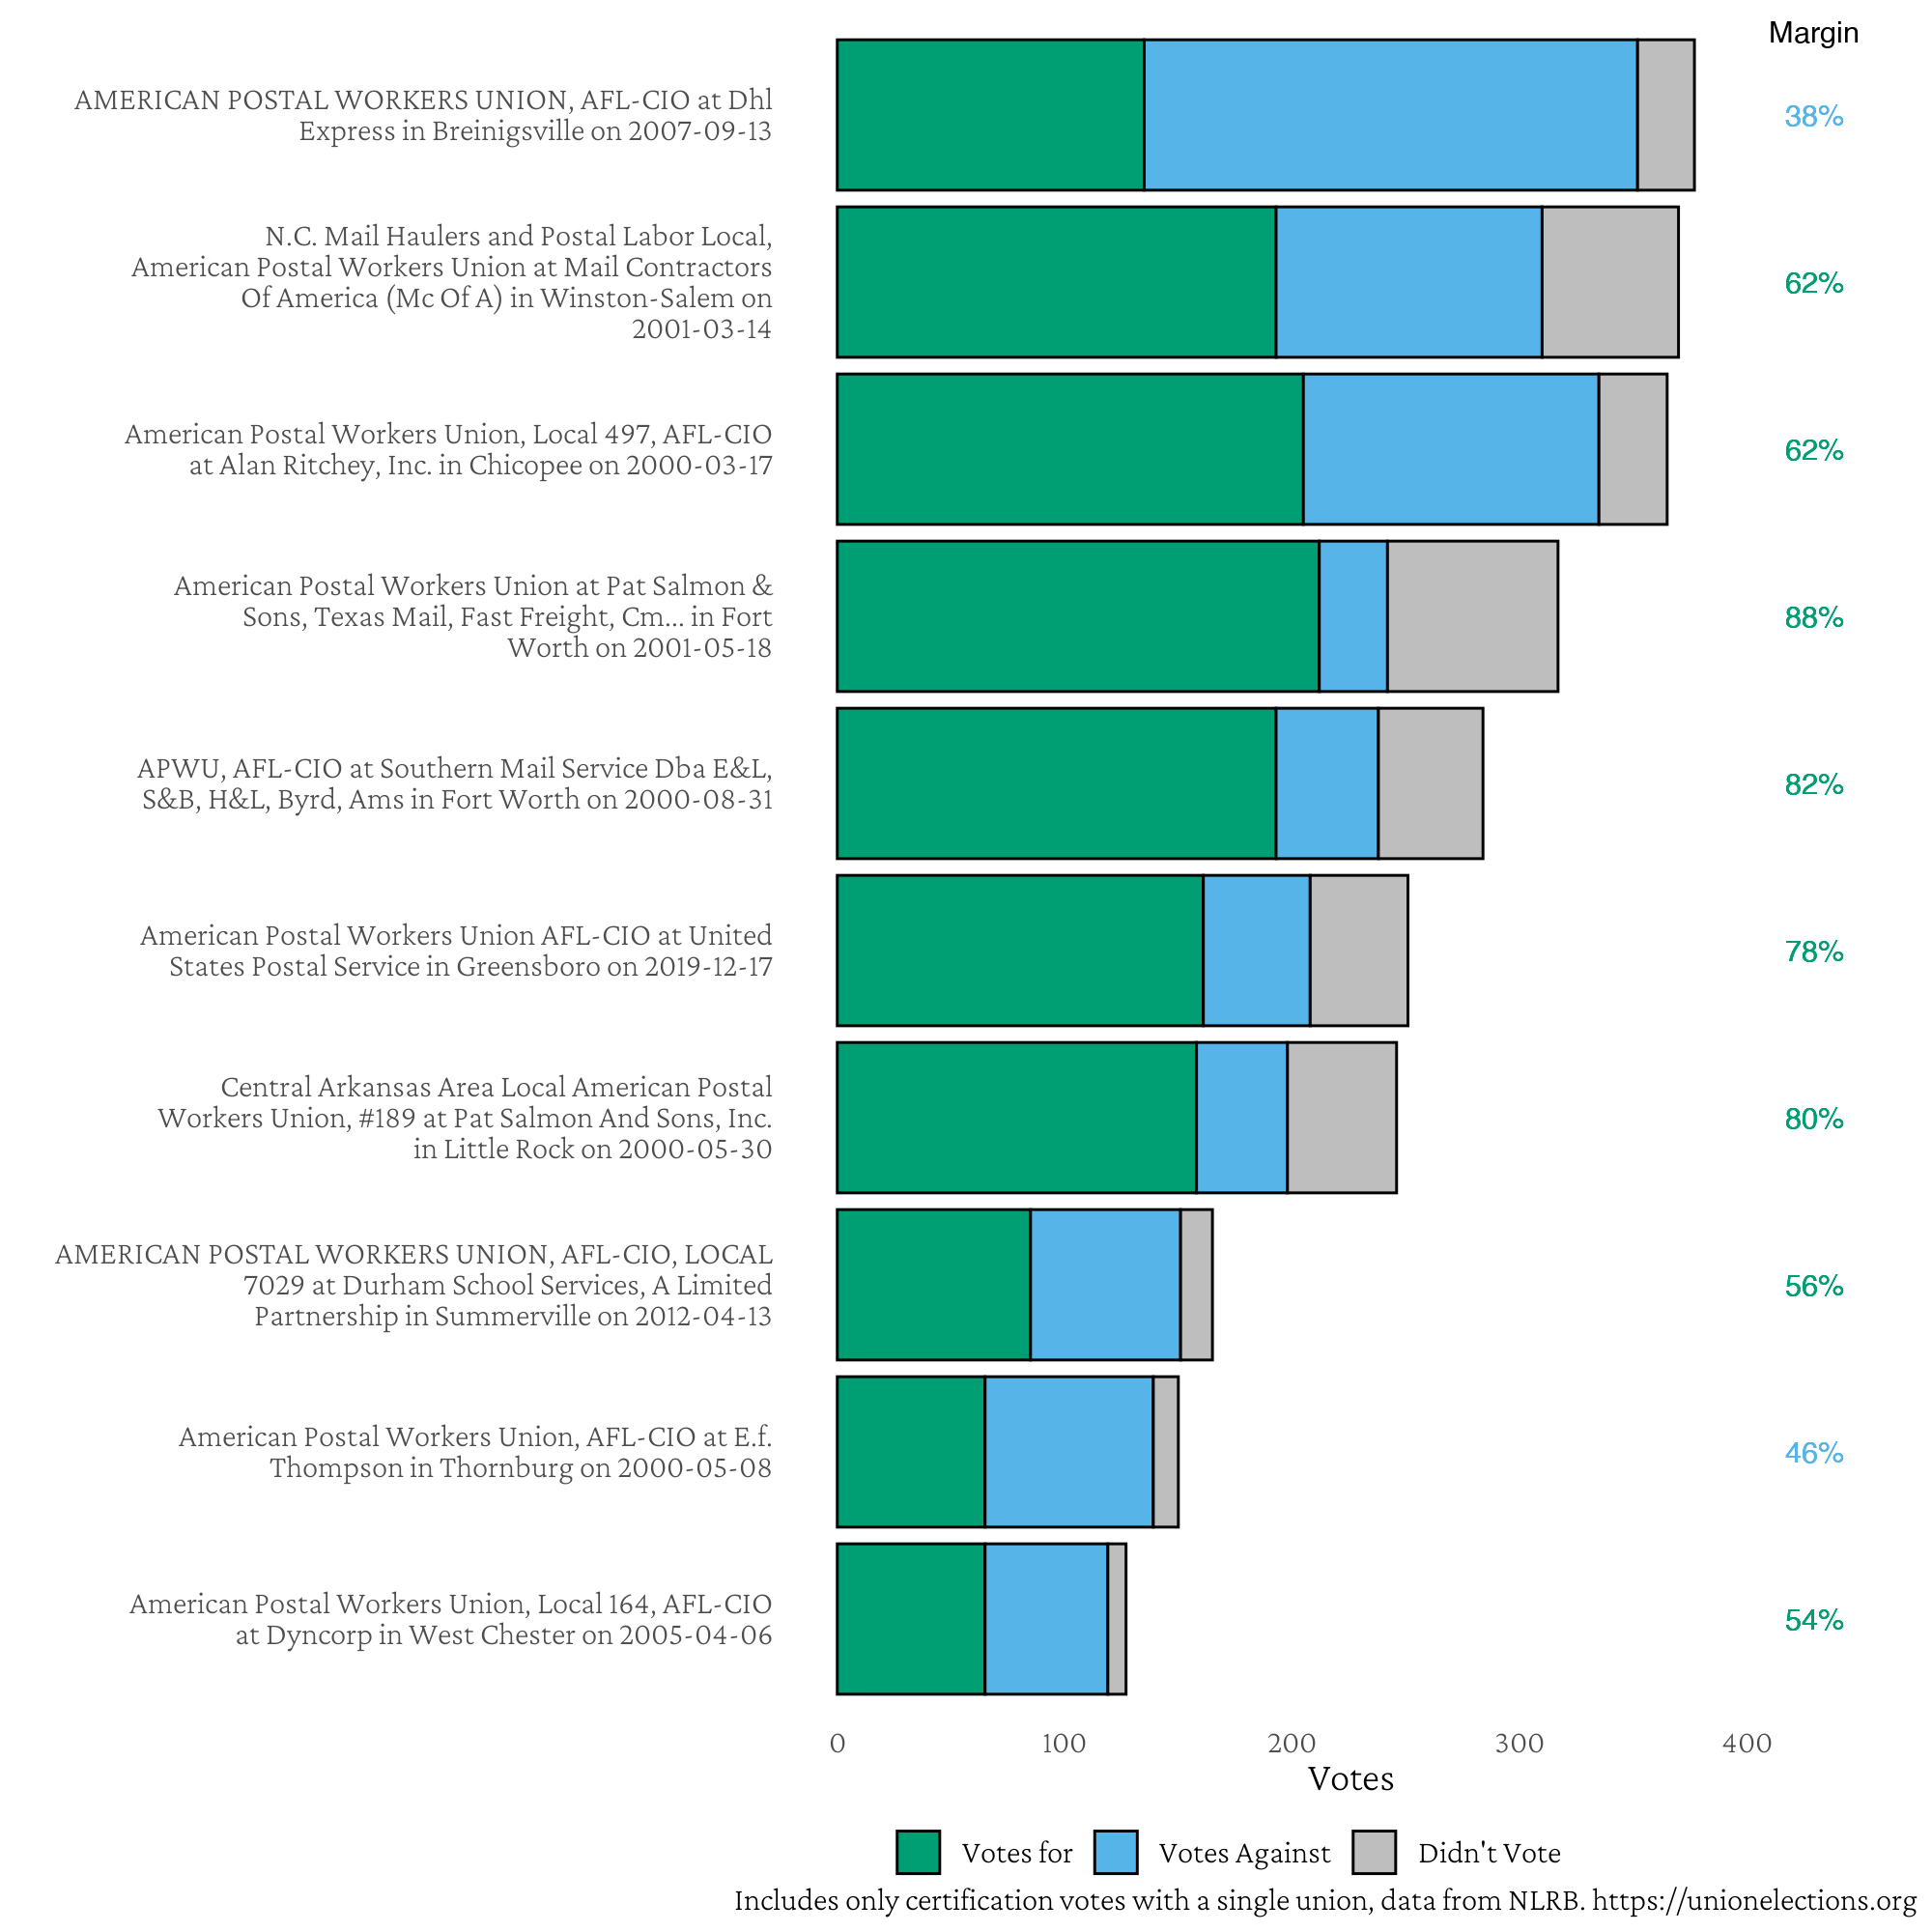 Margin
AMERICAN POSTAL WORKERS UNION, AFL-CIO at Dhl
Express in Breinigsville on 2007-09-13
38%
N.C. Mail Haulers and Postal Labor Local,
American Postal Workers Union at Mail Contractors
Of America (Mc Of A) in Winston-Salem on
2001-03-14
62%
American Postal Workers Union, Local 497, AFL-CIO
at Alan Ritchey, Inc. in Chicopee on 2000-03-17
62%
American Postal Workers Union at Pat Salmon &
Sons, Texas Mail, Fast Freight, Cm... in Fort
Worth on 2001-05-18
88%
APWU, AFL-CIO at Southern Mail Service Dba E&L,
S&B, H&L, Byrd, Ams in Fort Worth on 2000-08-31
82%
American Postal Workers Union AFL-CIO at United
States Postal Service in Greensboro on 2019-12-17
78%
Central Arkansas Area Local American Postal
Workers Union, #189 at Pat Salmon And Sons, Inc.
in Little Rock on 2000-05-30
80%
AMERICAN POSTAL WORKERS UNION, AFL-CIO, LOCAL
7029 at Durham School Services, A Limited
Partnership in Summerville on 2012-04-13
56%
American Postal Workers Union, AFL-CIO at E.f.
Thompson in Thornburg on 2000-05-08
46%
American Postal Workers Union, Local 164, AFL-CIO
at Dyncorp in West Chester on 2005-04-06
54%
0 100 200 300 400
Votes
Votes for Votes Against Didn't Vote
Includes only certification votes with a single union, data from NLRB. https://unionelections.org